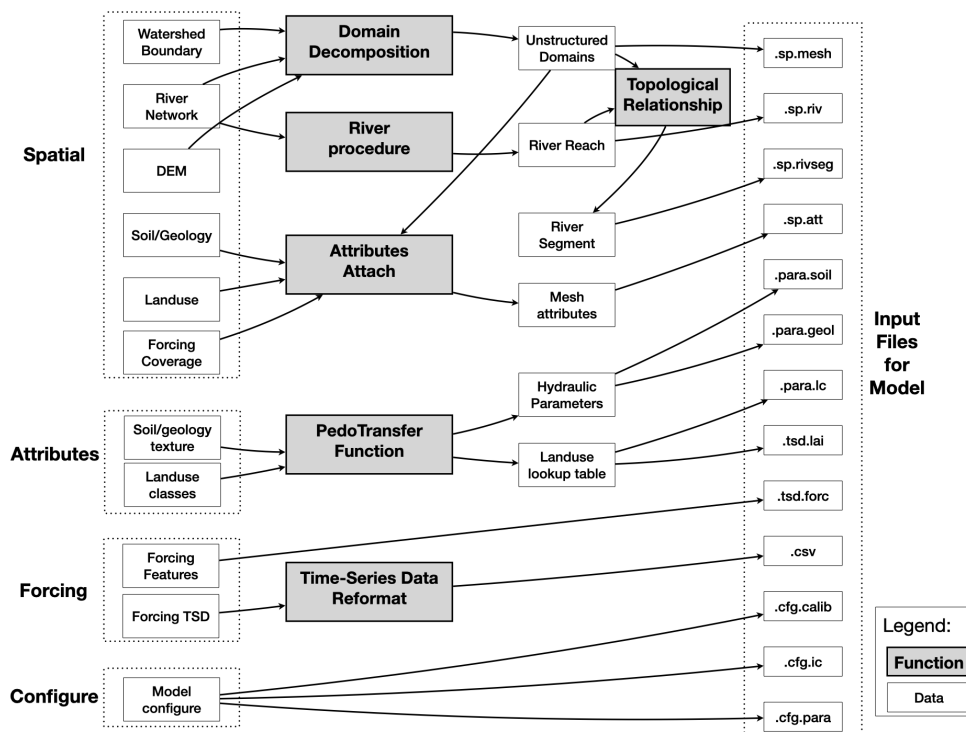 Spatial
Watershed
Boundary
River
Network
DEM
Soil/Geology
Landuse
Forcing
Coverage
Domain
Decomposition
River
procedure
Attributes
Attach
Unstructured
Domains
Topological
Relationship
River Reach
River
Segment
Mesh
attributes
Attributes
Soil/geology
texture
Landuse
classes
PedoTransfer
Function
Hydraulic
Parameters
Landuse
lookup table
Forcing
Forcing
Features
Forcing TSD
Time-Series Data
Reformat
Configure
Model
configure
.sp.mesh
.sp.riv
.sp.rivseg
.sp.att
.para.soil
.para.geol
.para.lc
.tsd.lai
.tsd.forc
.csv
.cfg.calib
.cfg.ic
.cfg.para
Input
Files
for
Model
Legend:
Function
Data